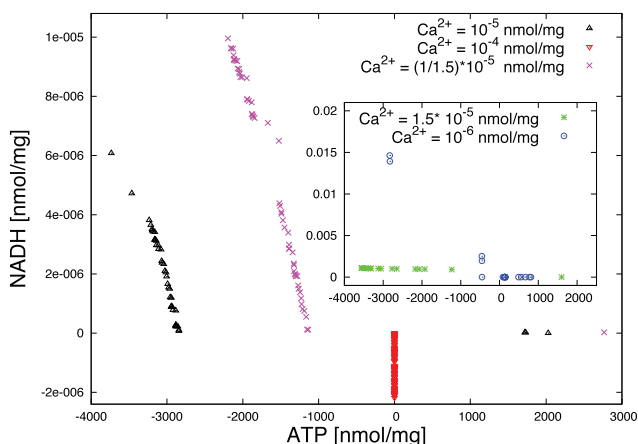 1e-005
8e-006
6e-006
4e-006
2e-006
0
-2e-006
NADH [nmol/mg]
Ca2+ = 10-5 nmol/mg
Ca2+ = 10-4 nmol/mg
Ca2+ = (1/1.5)*10-5 nmol/mg
0.02
0.015
0.01
0.005
0
Ca2+ = 1.5* 10-5 nmol/mg
Ca2+ = 10-6 nmol/mg
-4000 -3000 -2000 -1000 0 1000 2000
-4000 -3000 -2000 -1000 0 1000 2000 3000
ATP [nmol/mg]